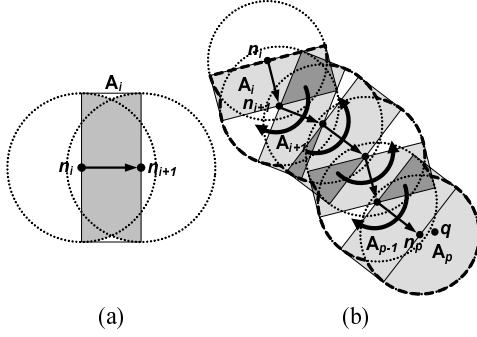 A_i
n_i n_{i+1}
(a)
n_i
A_i
n_{i+1}
A_{i+1}
n_p q
A_{p-1} A_p
(b)